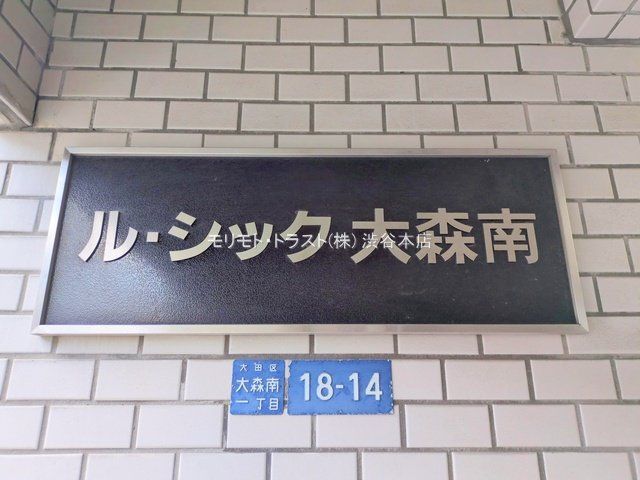 ル・シック大森南
モリモト・トラスト(株) 渋谷本店
大田区
大森南
一丁目
18-14